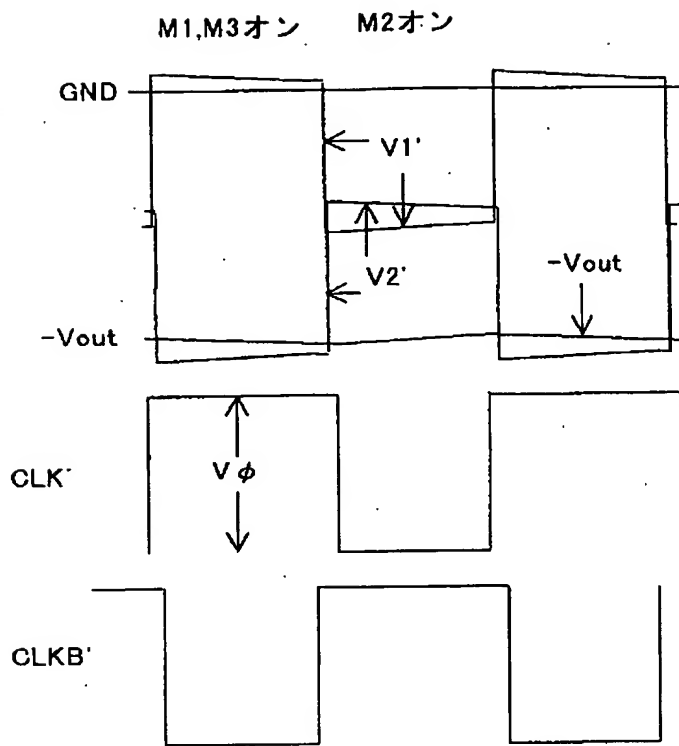 M1,M3オン M2オン
GND
V1'
V2'
-Vout
-Vout
CLK'
Vφ
CLKB'